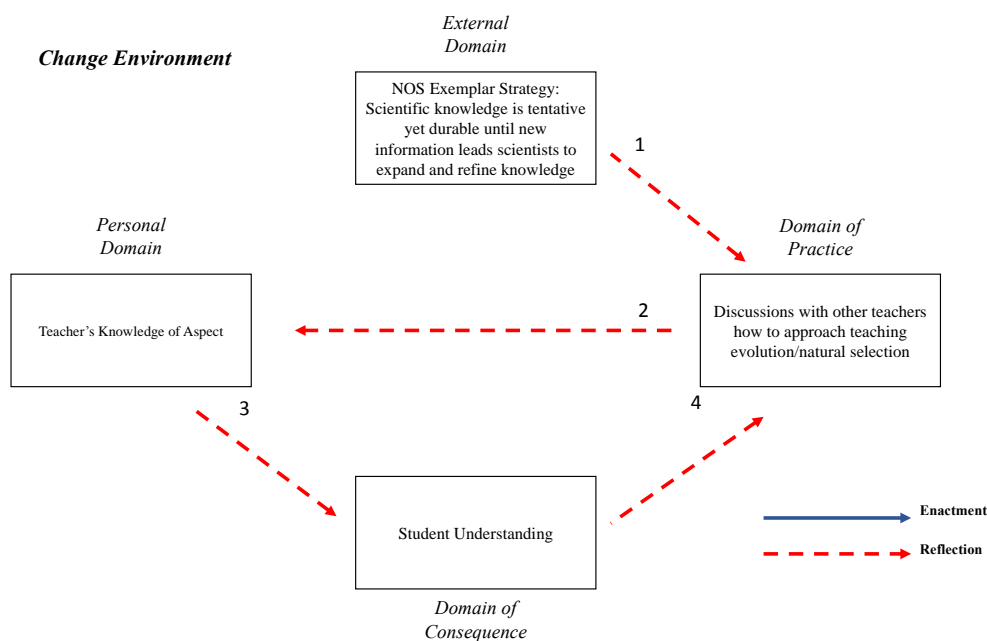 External
Domain
Change Environment
NOS Exemplar Strategy:
Scientific knowledge is tentative
yet durable until new
information leads scientists to
expand and refine knowledge
1
Personal
Domain
Domain of
Practice
Teacher's Knowledge of Aspect
2
Discussions with other teachers
how to approach teaching
evolution/natural selection
3
4
Student Understanding
Domain of
Consequence
Enactment
Reflection